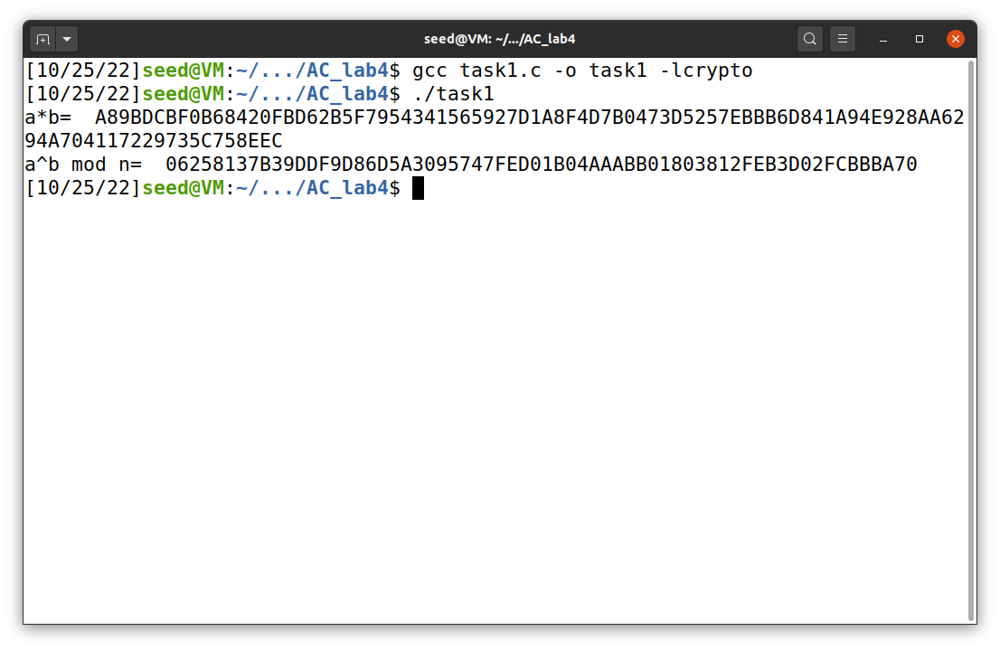 seed@VM: ~/.../AC_lab4
[10/25/22]seed@VM:~/.../AC_lab4$ gcc task1.c -o task1 -lcrypto
[10/25/22]seed@VM:~/.../AC_lab4$ ./task1
a*b=  A89BDCBF0B68420FBD62B5F7954341565927D1A8F4D7B0473D5257EBBB6D841A94E928AA62
94A704117229735C758EEC
a^b mod n=  06258137B39DDF9D86D5A3095747FED01B04AAABB01803812FEB3D02FCBBBA70
[10/25/22]seed@VM:~/.../AC_lab4$